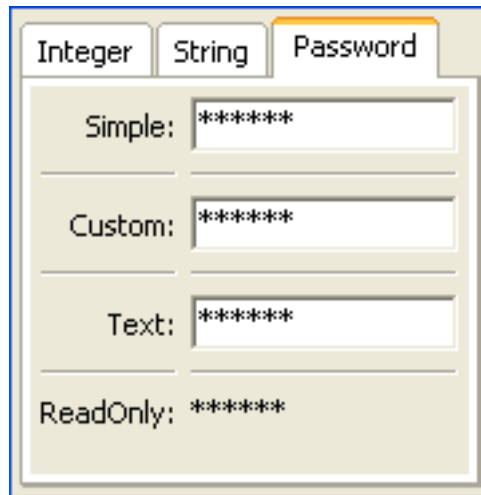 Integer String Password
Simple: ******
Custom: ******
Text: ******
ReadOnly: ******